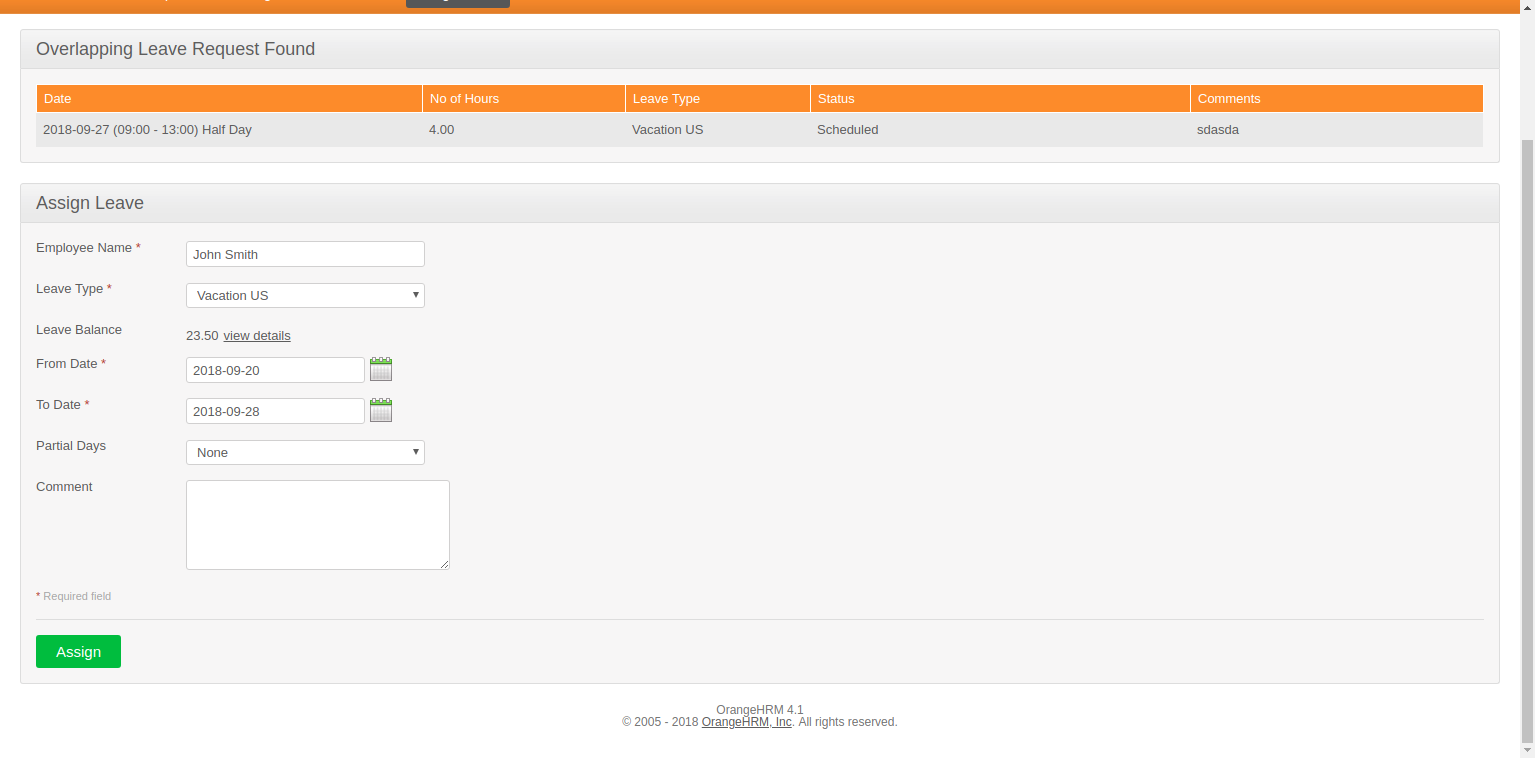 Overlapping Leave Request Found
Date No of Hours Leave Type Status Comments
2018-09-27 (09:00 - 13:00) Half Day 4.00 Vacation US Scheduled sdasda
Assign Leave
Employee Name * John Smith
Leave Type * Vacation US
Leave Balance 23.50 view details
From Date * 2018-09-20
To Date * 2018-09-28
Partial Days None
Comment
* Required field
Assign
OrangeHRM 4.1
© 2005 - 2018 OrangeHRM, Inc. All rights reserved.